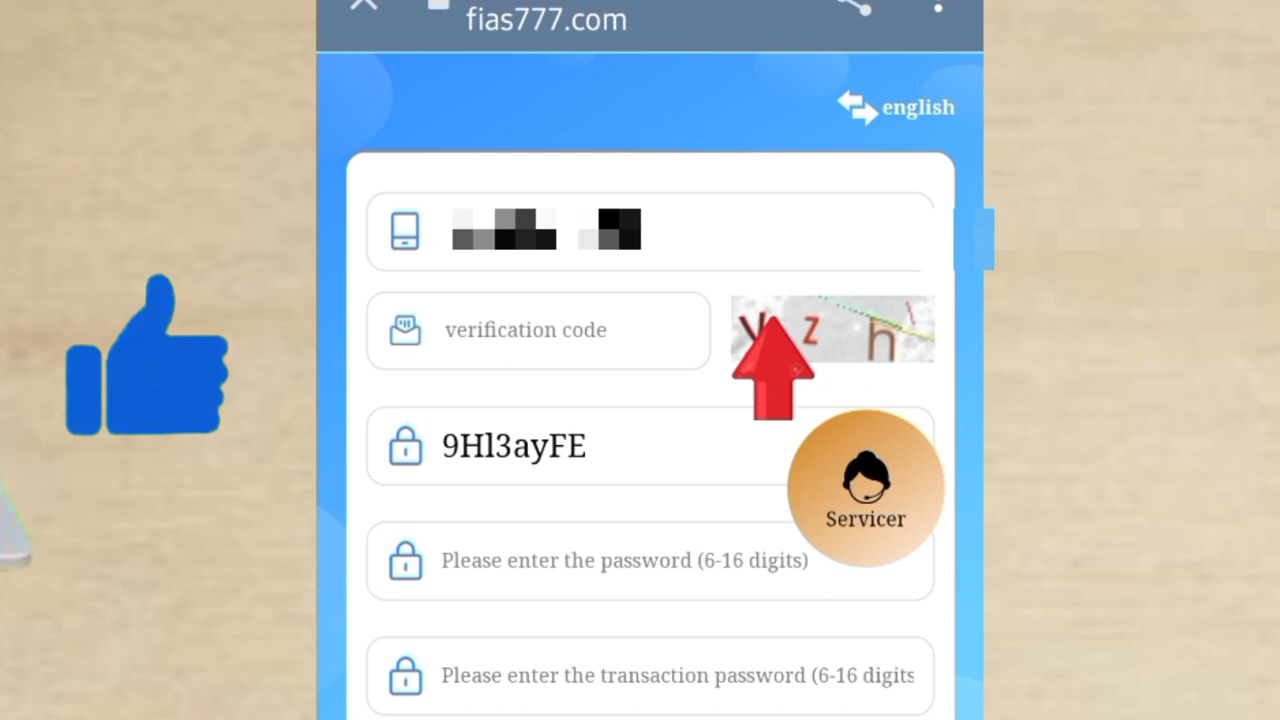 fias777.com
english
verification code
z h
9Hl3ayFE
Servicer
Please enter the password (6-16 digits)
Please enter the transaction password (6-16 digits